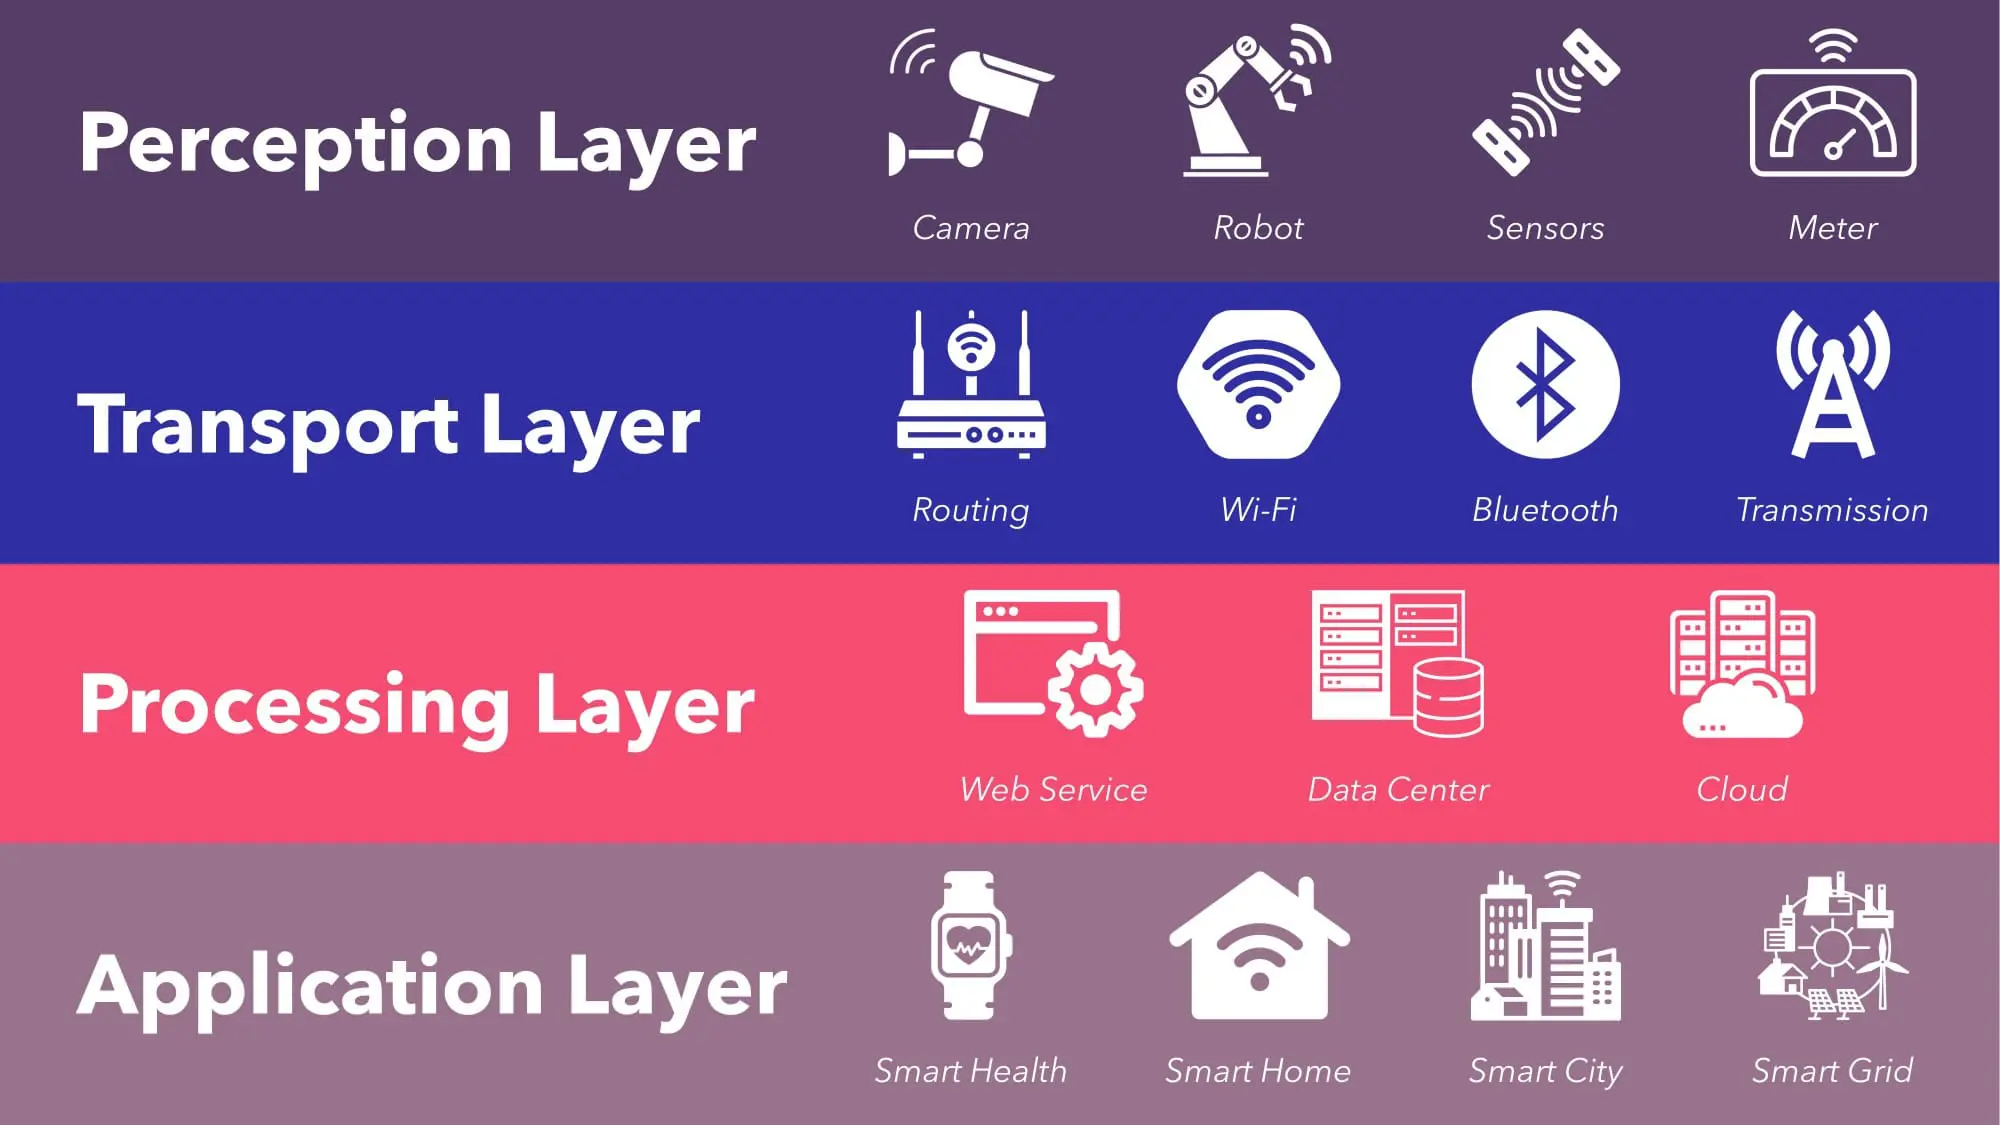 Perception Layer
Camera
Robot
Sensors
Meter
Transport Layer
Routing
Wi-Fi
Bluetooth
Transmission
Processing Layer
Web Service
Data Center
Cloud
Application Layer
Smart Health
Smart Home
Smart City
Smart Grid